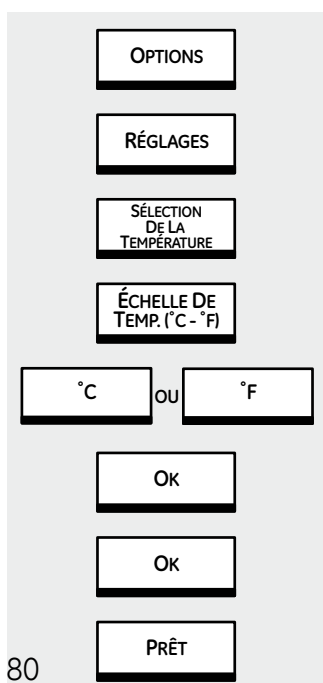 OPTIONS
RÉGLAGES
SÉLECTION
DE LA
TEMPÉRATURE
ÉCHELLE DE
TEMP. (°C - °F)
°C ou °F
OK
OK
PRÊT
80